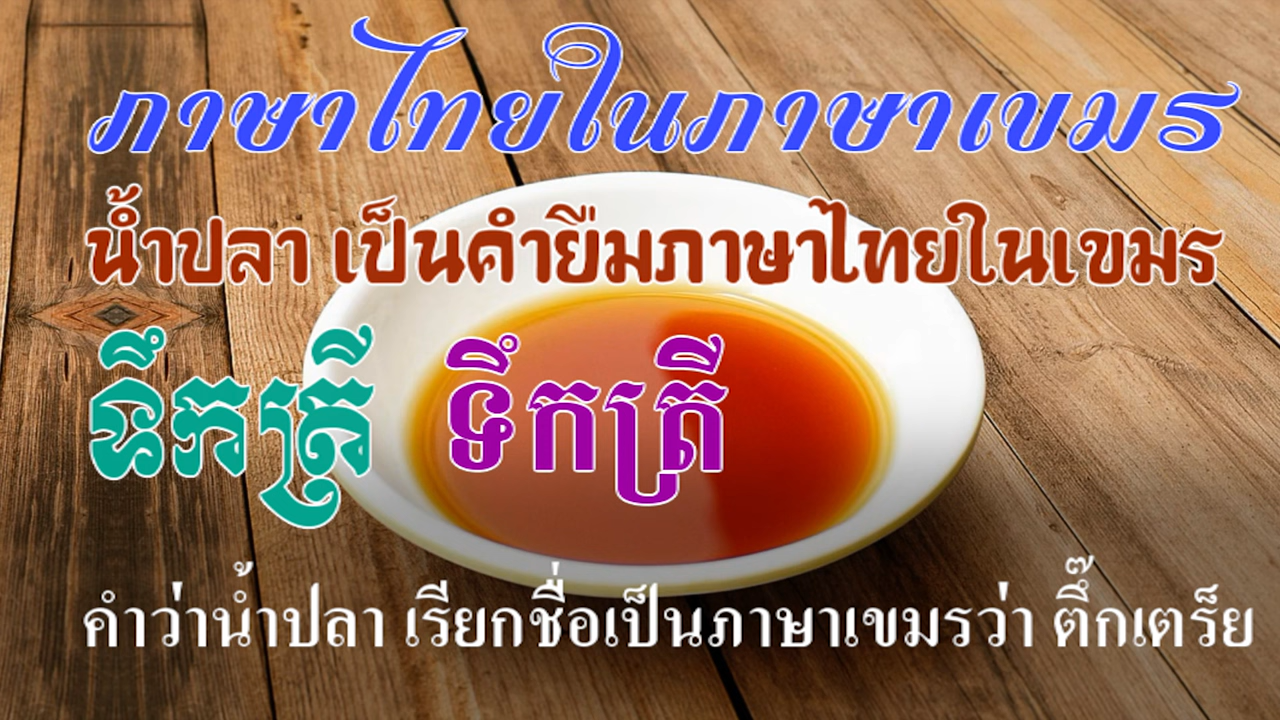 ภาษาไทยในภาษาเขมร
น้ำปลา เป็นคำยืมภาษาไทยในเขมร
ទឹកត្រី ទឹកត្រី
คำว่าน้ำปลา เรียกชื่อเป็นภาษาเขมรว่า ตึ๊กเตร็ย